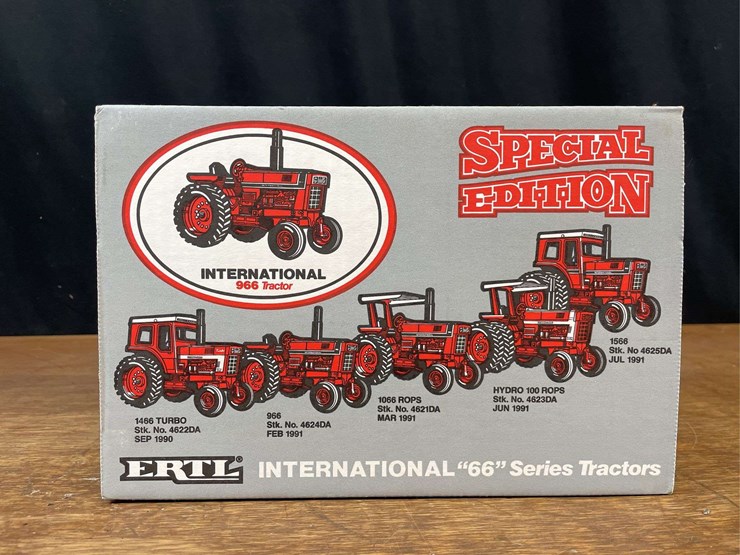 SPECIAL
EDITION
INTERNATIONAL
966 Tractor
1466 TURBO
Stk. No. 4622DA
SEP 1990
966
Stk. No. 4624DA
FEB 1991
1066 ROPS
Stk. No. 4621DA
MAR 1991
HYDRO 100 ROPS
Stk. No. 4623DA
JUN 1991
1566
Stk. No 4625DA
JUL 1991
ERTL®
INTERNATIONAL "66" Series Tractors